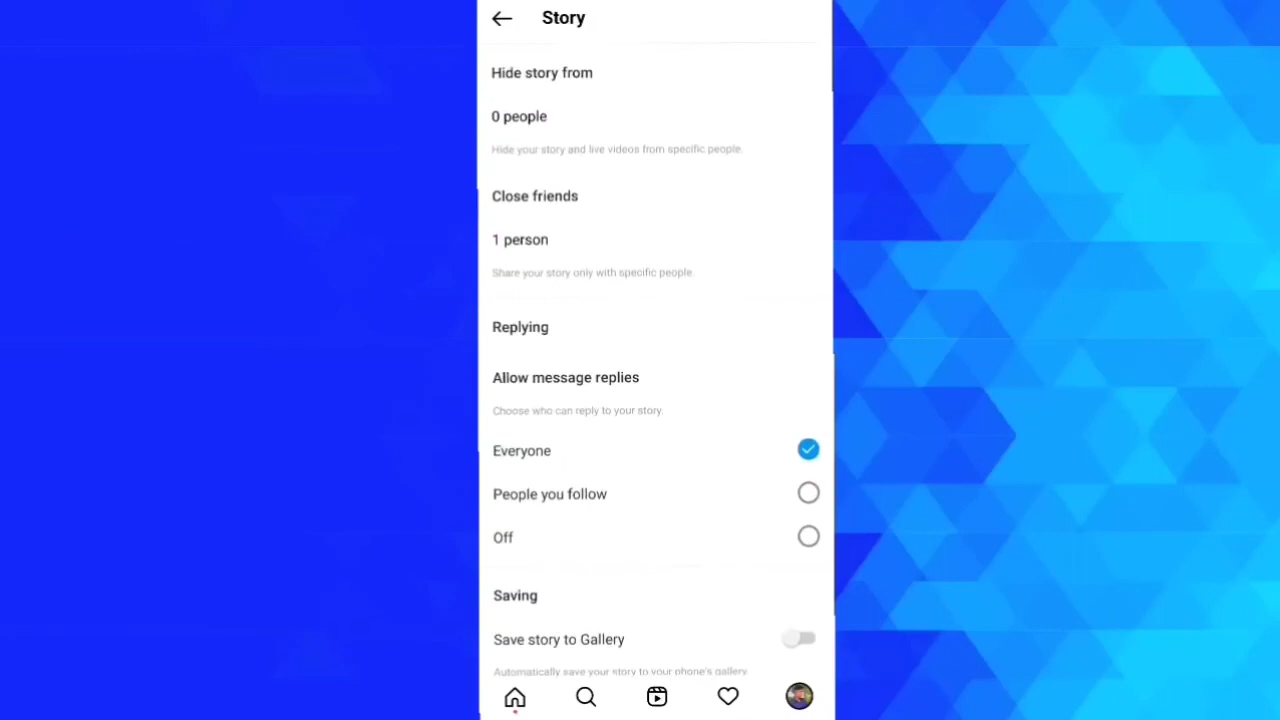 Story
Hide story from
0 people
Hide your story and live videos from specific people.
Close friends
1 person
Share your story only with specific people.
Replying
Allow message replies
Choose who can reply to your story.
Everyone
People you follow
Off
Saving
Save story to Gallery
Automatically save your story to your phone's gallery.